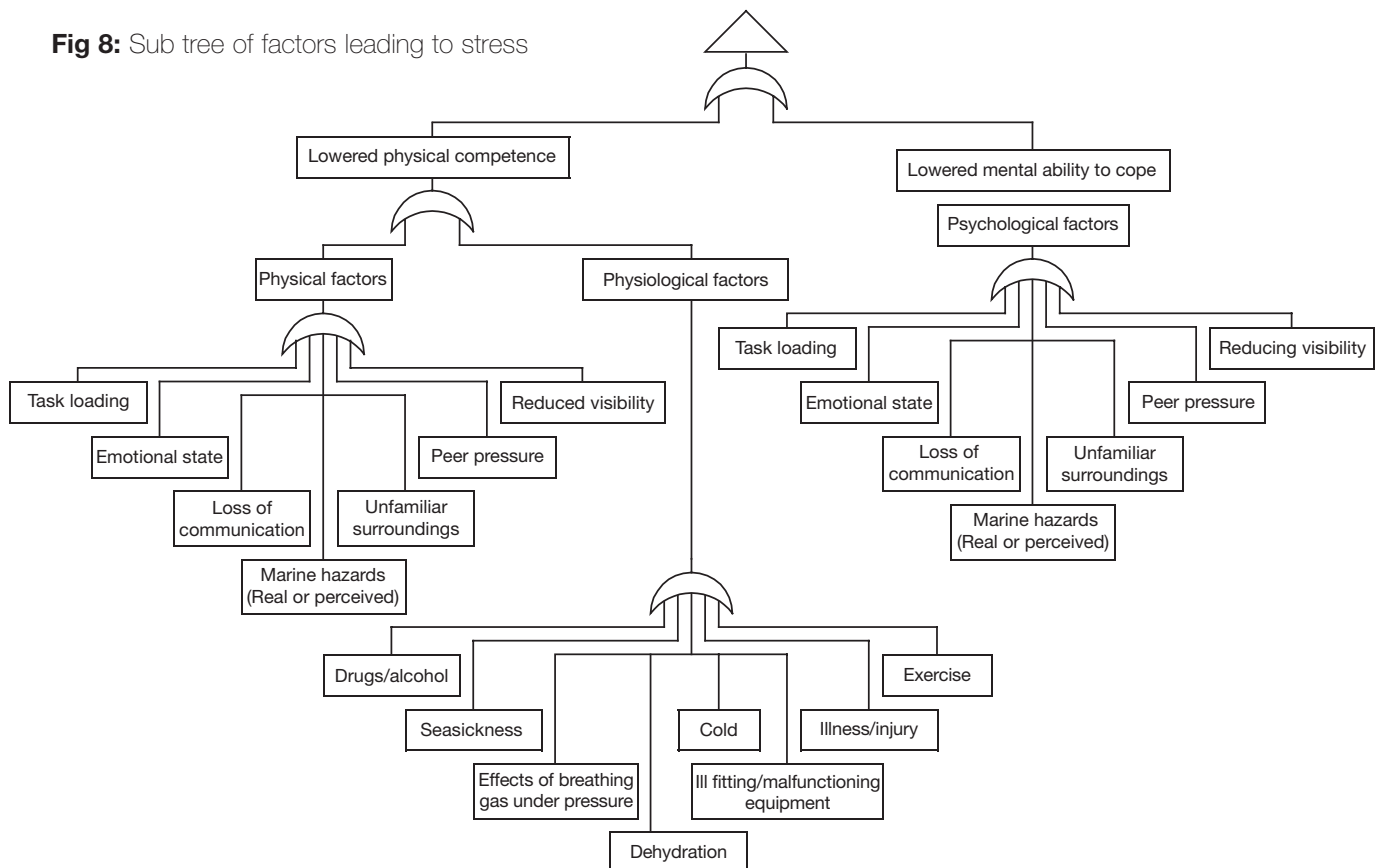 Fig 8: Sub tree of factors leading to stress
Lowered physical competence
Lowered mental ability to cope
Psychological factors
Physical factors
Physiological factors
Task loading
Emotional state
Loss of
communication
Marine hazards
(Real or perceived)
Unfamiliar
surroundings
Peer pressure
Reduced visibility
Task loading
Emotional state
Loss of
communication
Marine hazards
(Real or perceived)
Unfamiliar
surroundings
Peer pressure
Reducing visibility
Drugs/alcohol
Seasickness
Effects of breathing
gas under pressure
Dehydration
Cold
Ill fitting/malfunctioning
equipment
Illness/injury
Exercise